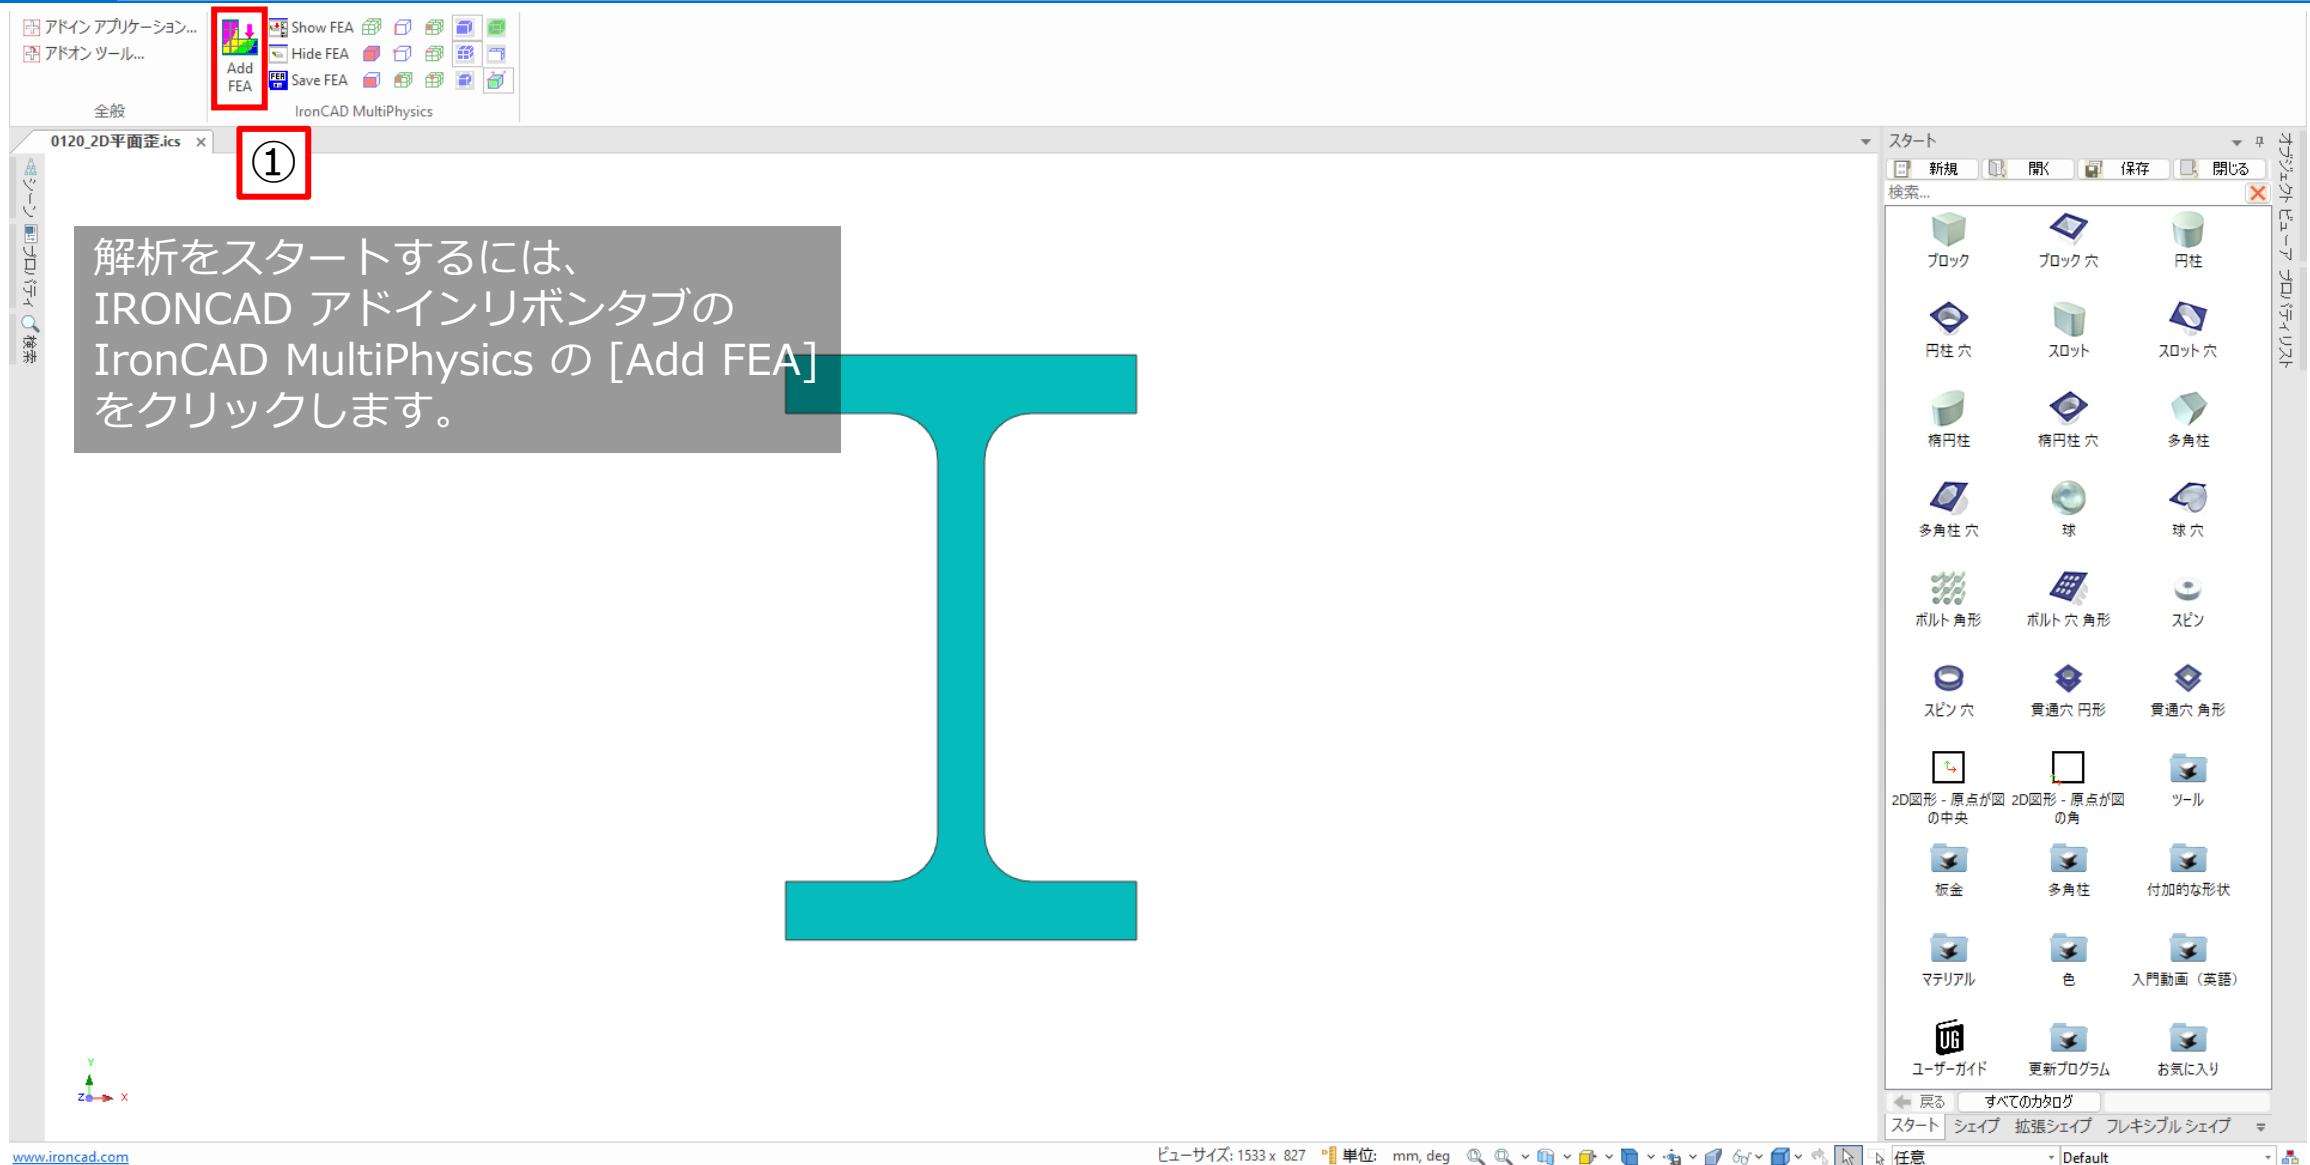 アドイン アプリケーション...
アドオン ツール...
全般
Add
FEA
Show FEA
Hide FEA
Save FEA
IronCAD MultiPhysics
0120_2D平面歪.ics
①
シーン
プロパティ
検索
解析をスタートするには、
IRONCAD アドインリボンタブの
IronCAD MultiPhysics の [Add FEA]
をクリックします。
Y
Z
X
スタート
新規 開く 保存 閉じる
検索...
ブロック ブロック 穴 円柱
円柱 穴 スロット スロット 穴
楕円柱 楕円柱 穴 多角柱
多角柱 穴 球 球 穴
ボルト 角形 ボルト 穴 角形 スピン
スピン 穴 貫通穴 円形 貫通穴 角形
2D図形 - 原点が図の中央 2D図形 - 原点が図の角 ツール
板金 多角柱 付加的な形状
マテリアル 色 入門動画（英語）
UG
ユーザーガイド 更新プログラム お気に入り
戻る すべてのカタログ
スタート シェイプ 拡張シェイプ フレキシブル シェイプ
オブジェクト ビューア
プロパティ リスト
www.ironcad.com
ビューサイズ: 1533 x 827 単位: mm, deg 任意 Default